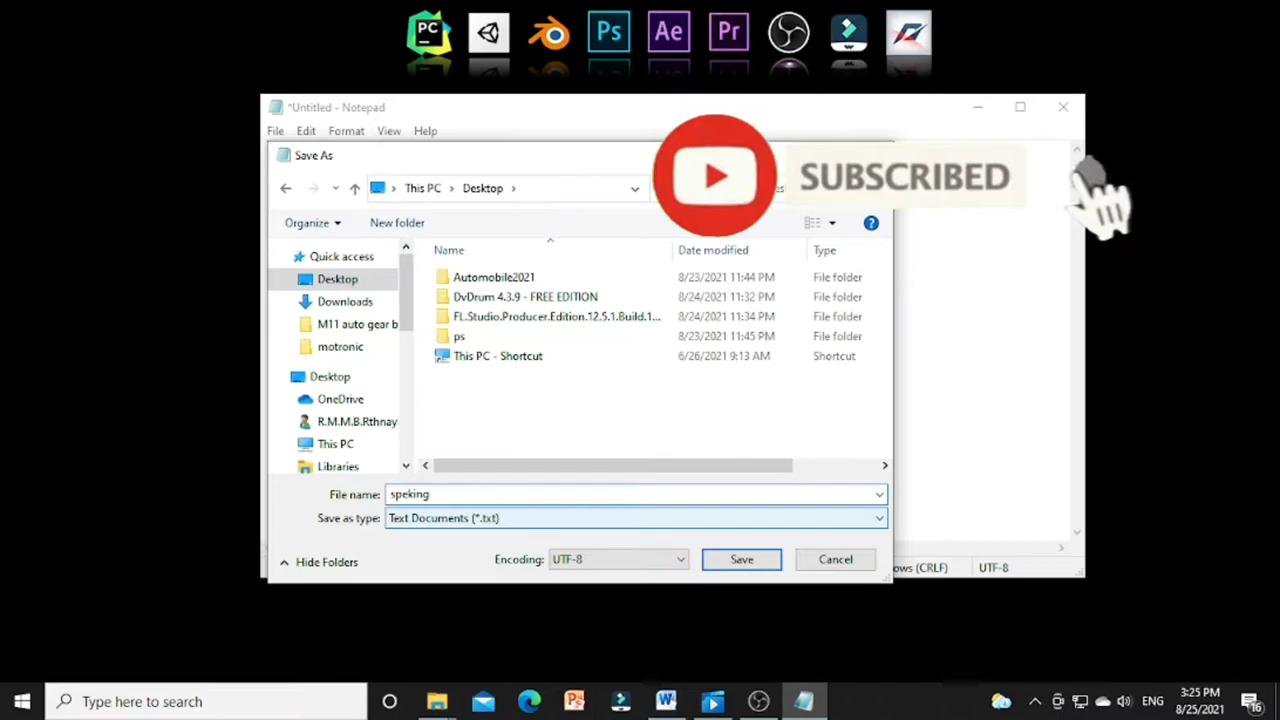 PC
Ps
Ae
Pr
*Untitled - Notepad
File Edit Format View Help
Save As
SUBSCRIBED
This PC > Desktop >
Organize New folder
Name Date modified Type
Quick access
Desktop
Downloads
M11 auto gear b
motronic
Desktop
OneDrive
R.M.M.B.Rthnay
This PC
Libraries
Automobile2021 8/23/2021 11:44 PM File folder
DvDrum 4.3.9 - FREE EDITION 8/24/2021 11:32 PM File folder
FL.Studio.Producer.Edition.12.5.1.Build.1... 8/24/2021 11:34 PM File folder
ps 8/23/2021 11:45 PM File folder
This PC - Shortcut 6/26/2021 9:13 AM Shortcut
File name: speking
Save as type: Text Documents (*.txt)
Hide Folders Encoding: UTF-8 Save Cancel
ows (CRLF) UTF-8
Type here to search
ENG
3:25 PM
8/25/2021
16